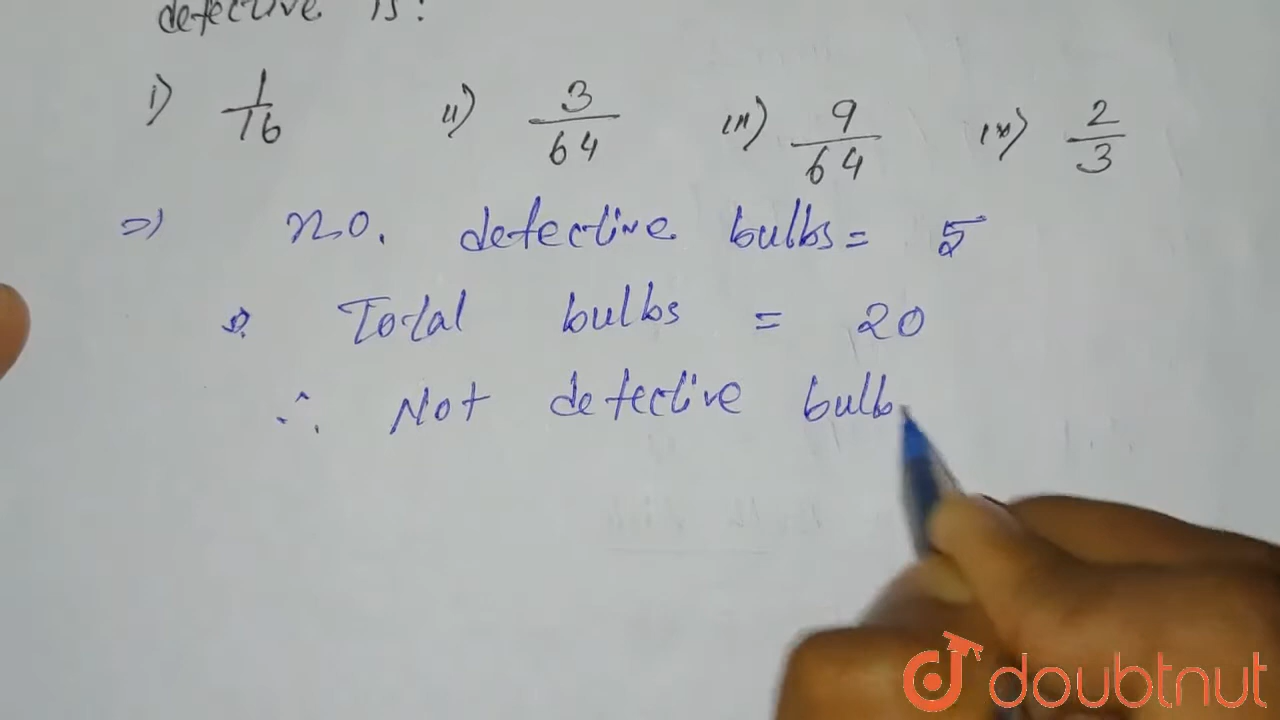 defective is?
i) 1/16 ii) 3/64 iii) 9/64 iv) 2/3
=) no. defective bulbs = 5
Total bulbs = 20
∴ Not defective bulb
doubtnut